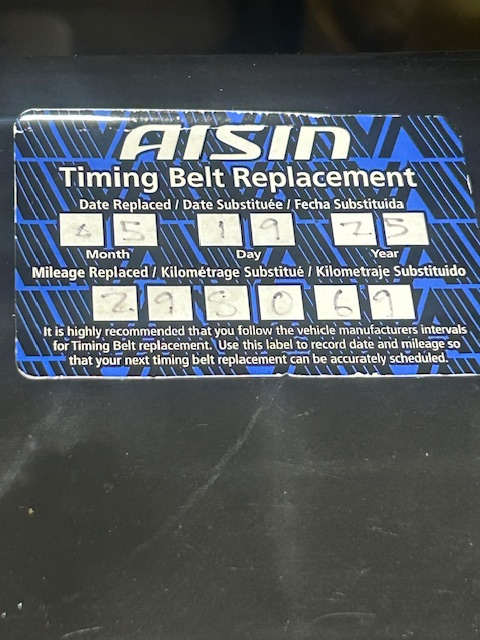 AISIN
Timing Belt Replacement
Date Replaced / Date Substituée / Fecha Substituida
5 19 25
Month Day Year
Mileage Replaced / Kilométrage Substitué / Kilometraje Substituido
298069
It is highly recommended that you follow the vehicle manufacturers intervals
for Timing Belt replacement. Use this label to record date and mileage so
that your next timing belt replacement can be accurately scheduled.